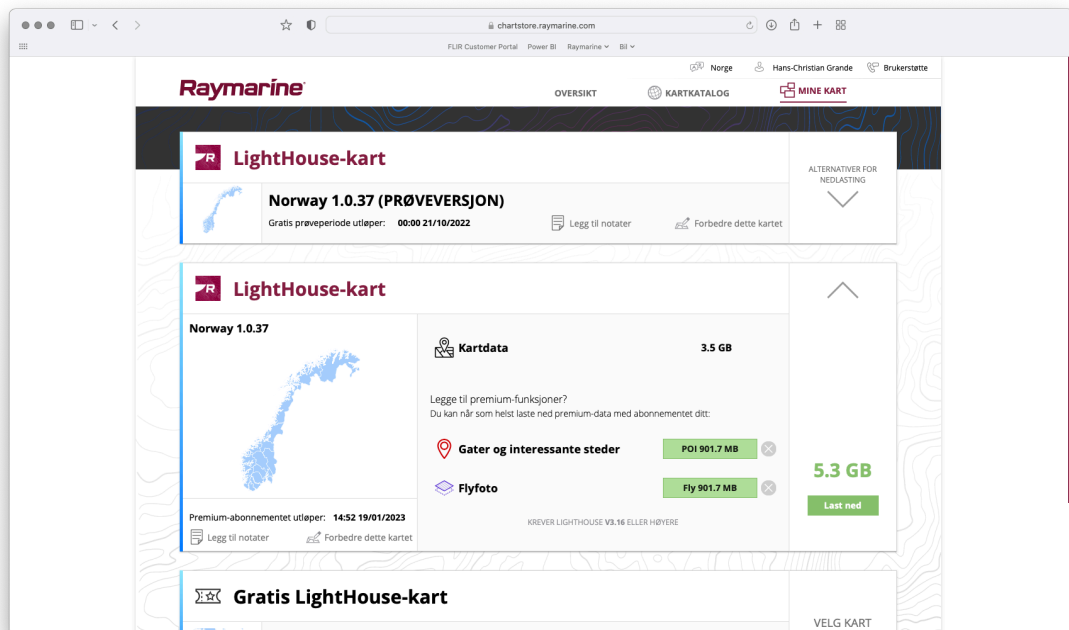 chartstore.raymarine.com
FLIR Customer Portal Power BI Raymarine Bil
Norge Hans-Christian Grande Brukerstøtte
Raymarine
OVERSIKT KARTKATALOG MINE KART
LightHouse-kart
ALTERNATIVER FOR
NEDLASTING
Norway 1.0.37 (PRØVEVERSJON)
Gratis prøveperiode utløper: 00:00 21/10/2022
Legg til notater Forbedre dette kartet
LightHouse-kart
Norway 1.0.37
Kartdata 3.5 GB
Legge til premium-funksjoner?
Du kan når som helst laste ned premium-data med abonnementet ditt:
Gater og interessante steder POI 901.7 MB
Flyfoto Fly 901.7 MB
KREVER LIGHTHOUSE V3.16 ELLER HØYERE
5.3 GB
Last ned
Premium-abonnementet utløper: 14:52 19/01/2023
Legg til notater Forbedre dette kartet
Gratis LightHouse-kart
VELG KART